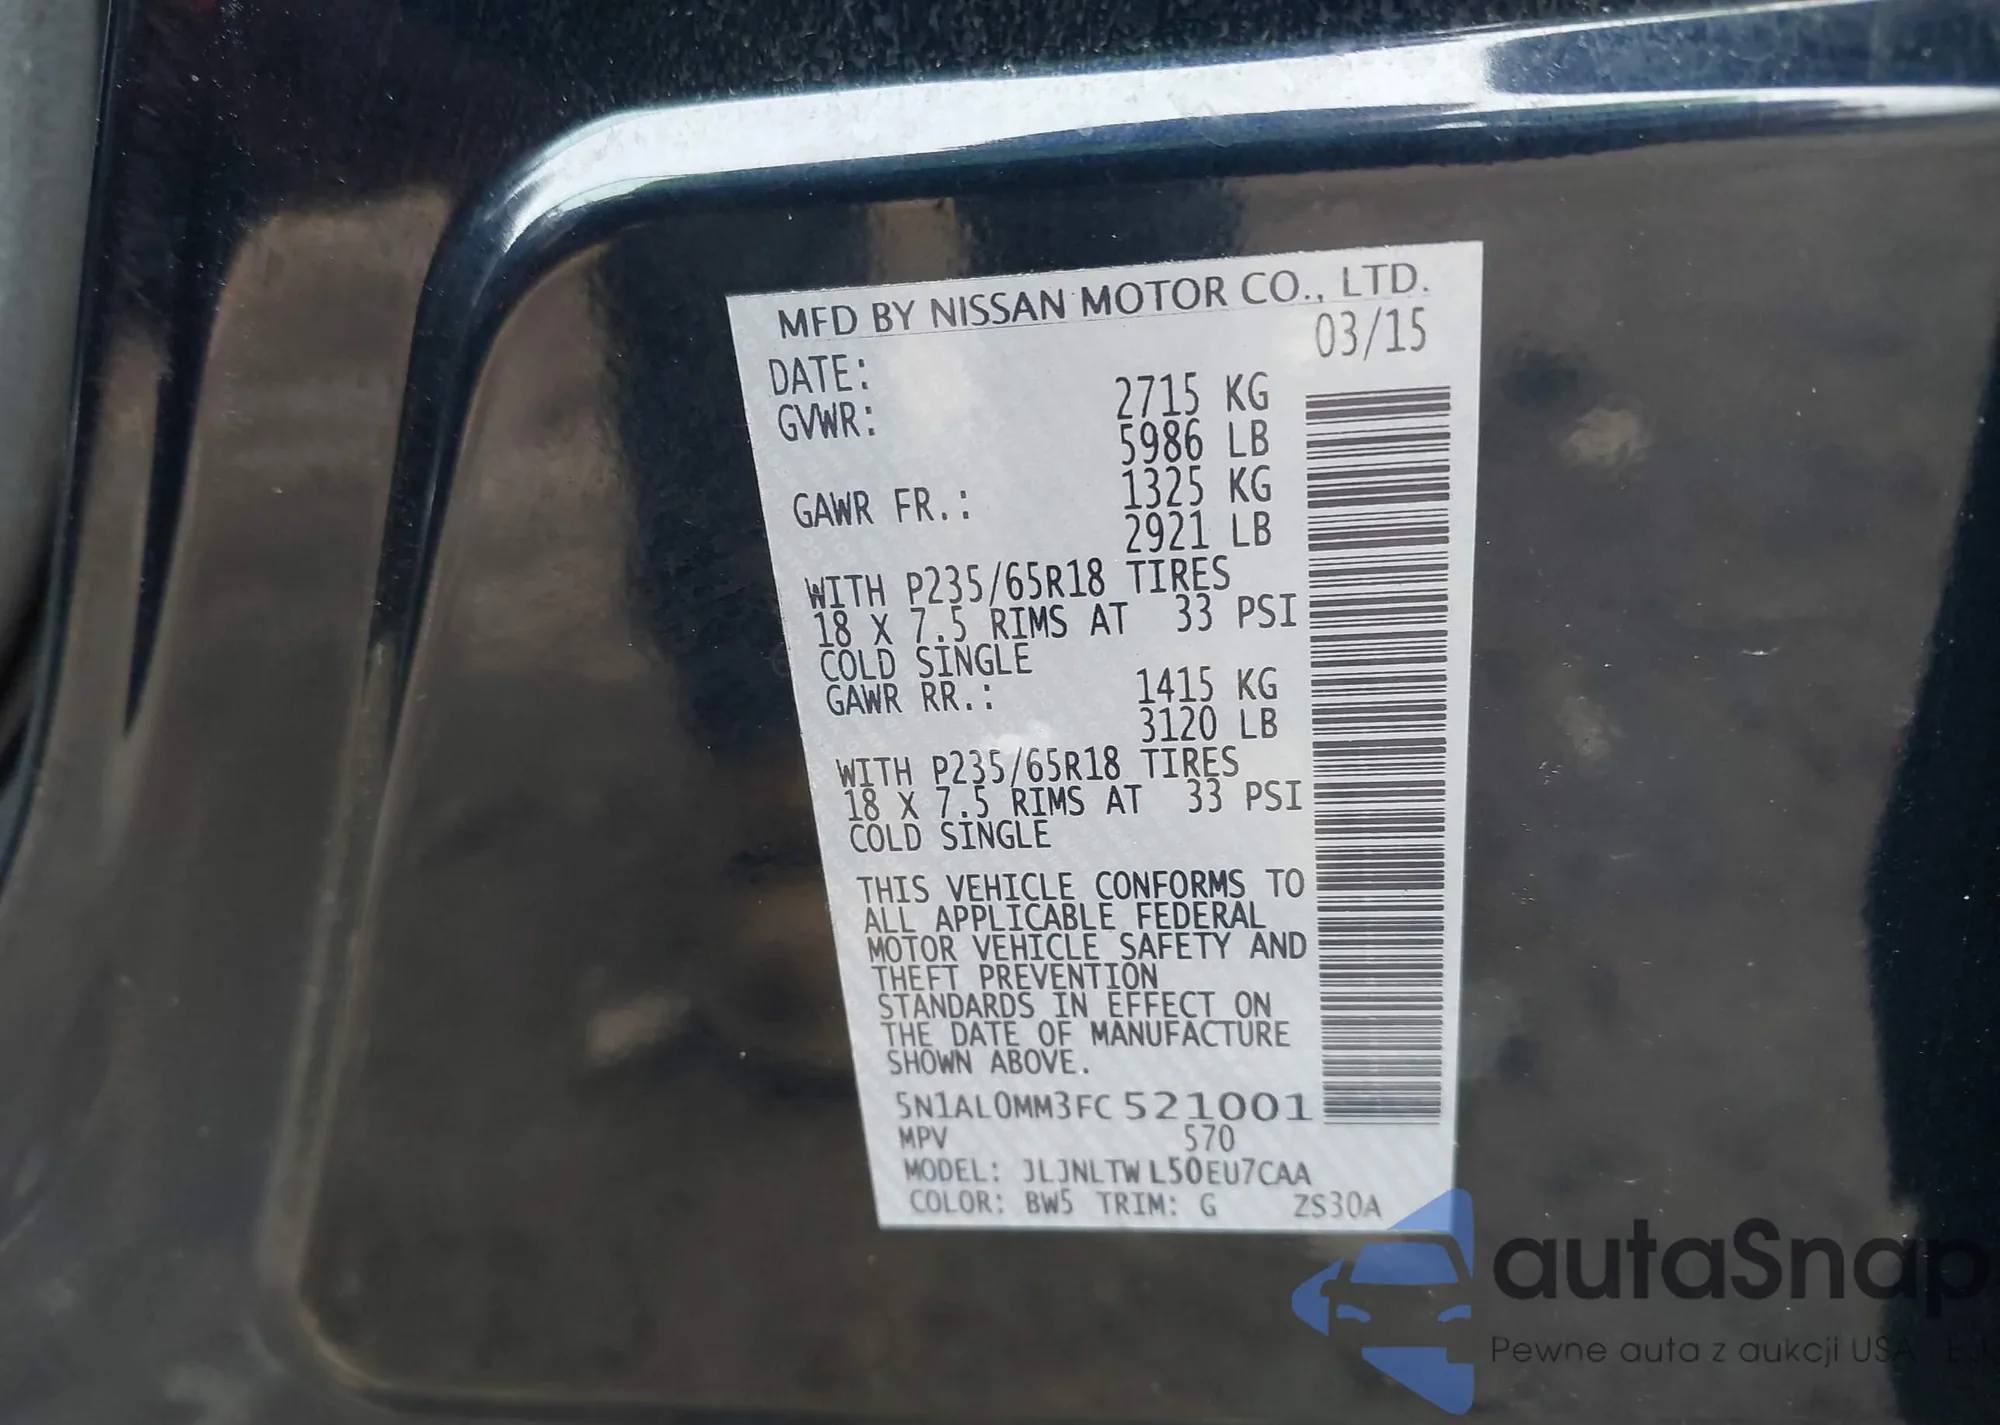 MFD BY NISSAN MOTOR CO., LTD.
DATE: 03/15
GVWR: 2715 KG
5986 LB
GAWR FR.: 1325 KG
2921 LB
WITH P235/65R18 TIRES
18 X 7.5 RIMS AT 33 PSI
COLD SINGLE
GAWR RR.: 1415 KG
3120 LB
WITH P235/65R18 TIRES
18 X 7.5 RIMS AT 33 PSI
COLD SINGLE
THIS VEHICLE CONFORMS TO
ALL APPLICABLE FEDERAL
MOTOR VEHICLE SAFETY AND
THEFT PREVENTION
STANDARDS IN EFFECT ON
THE DATE OF MANUFACTURE
SHOWN ABOVE.
5N1AL0MM3FC521001
MPV 570
MODEL: JLJNLTWL50EU7CAA
COLOR: BW5 TRIM: G ZS30A
autaSnap
Pewne auta z aukcji USA